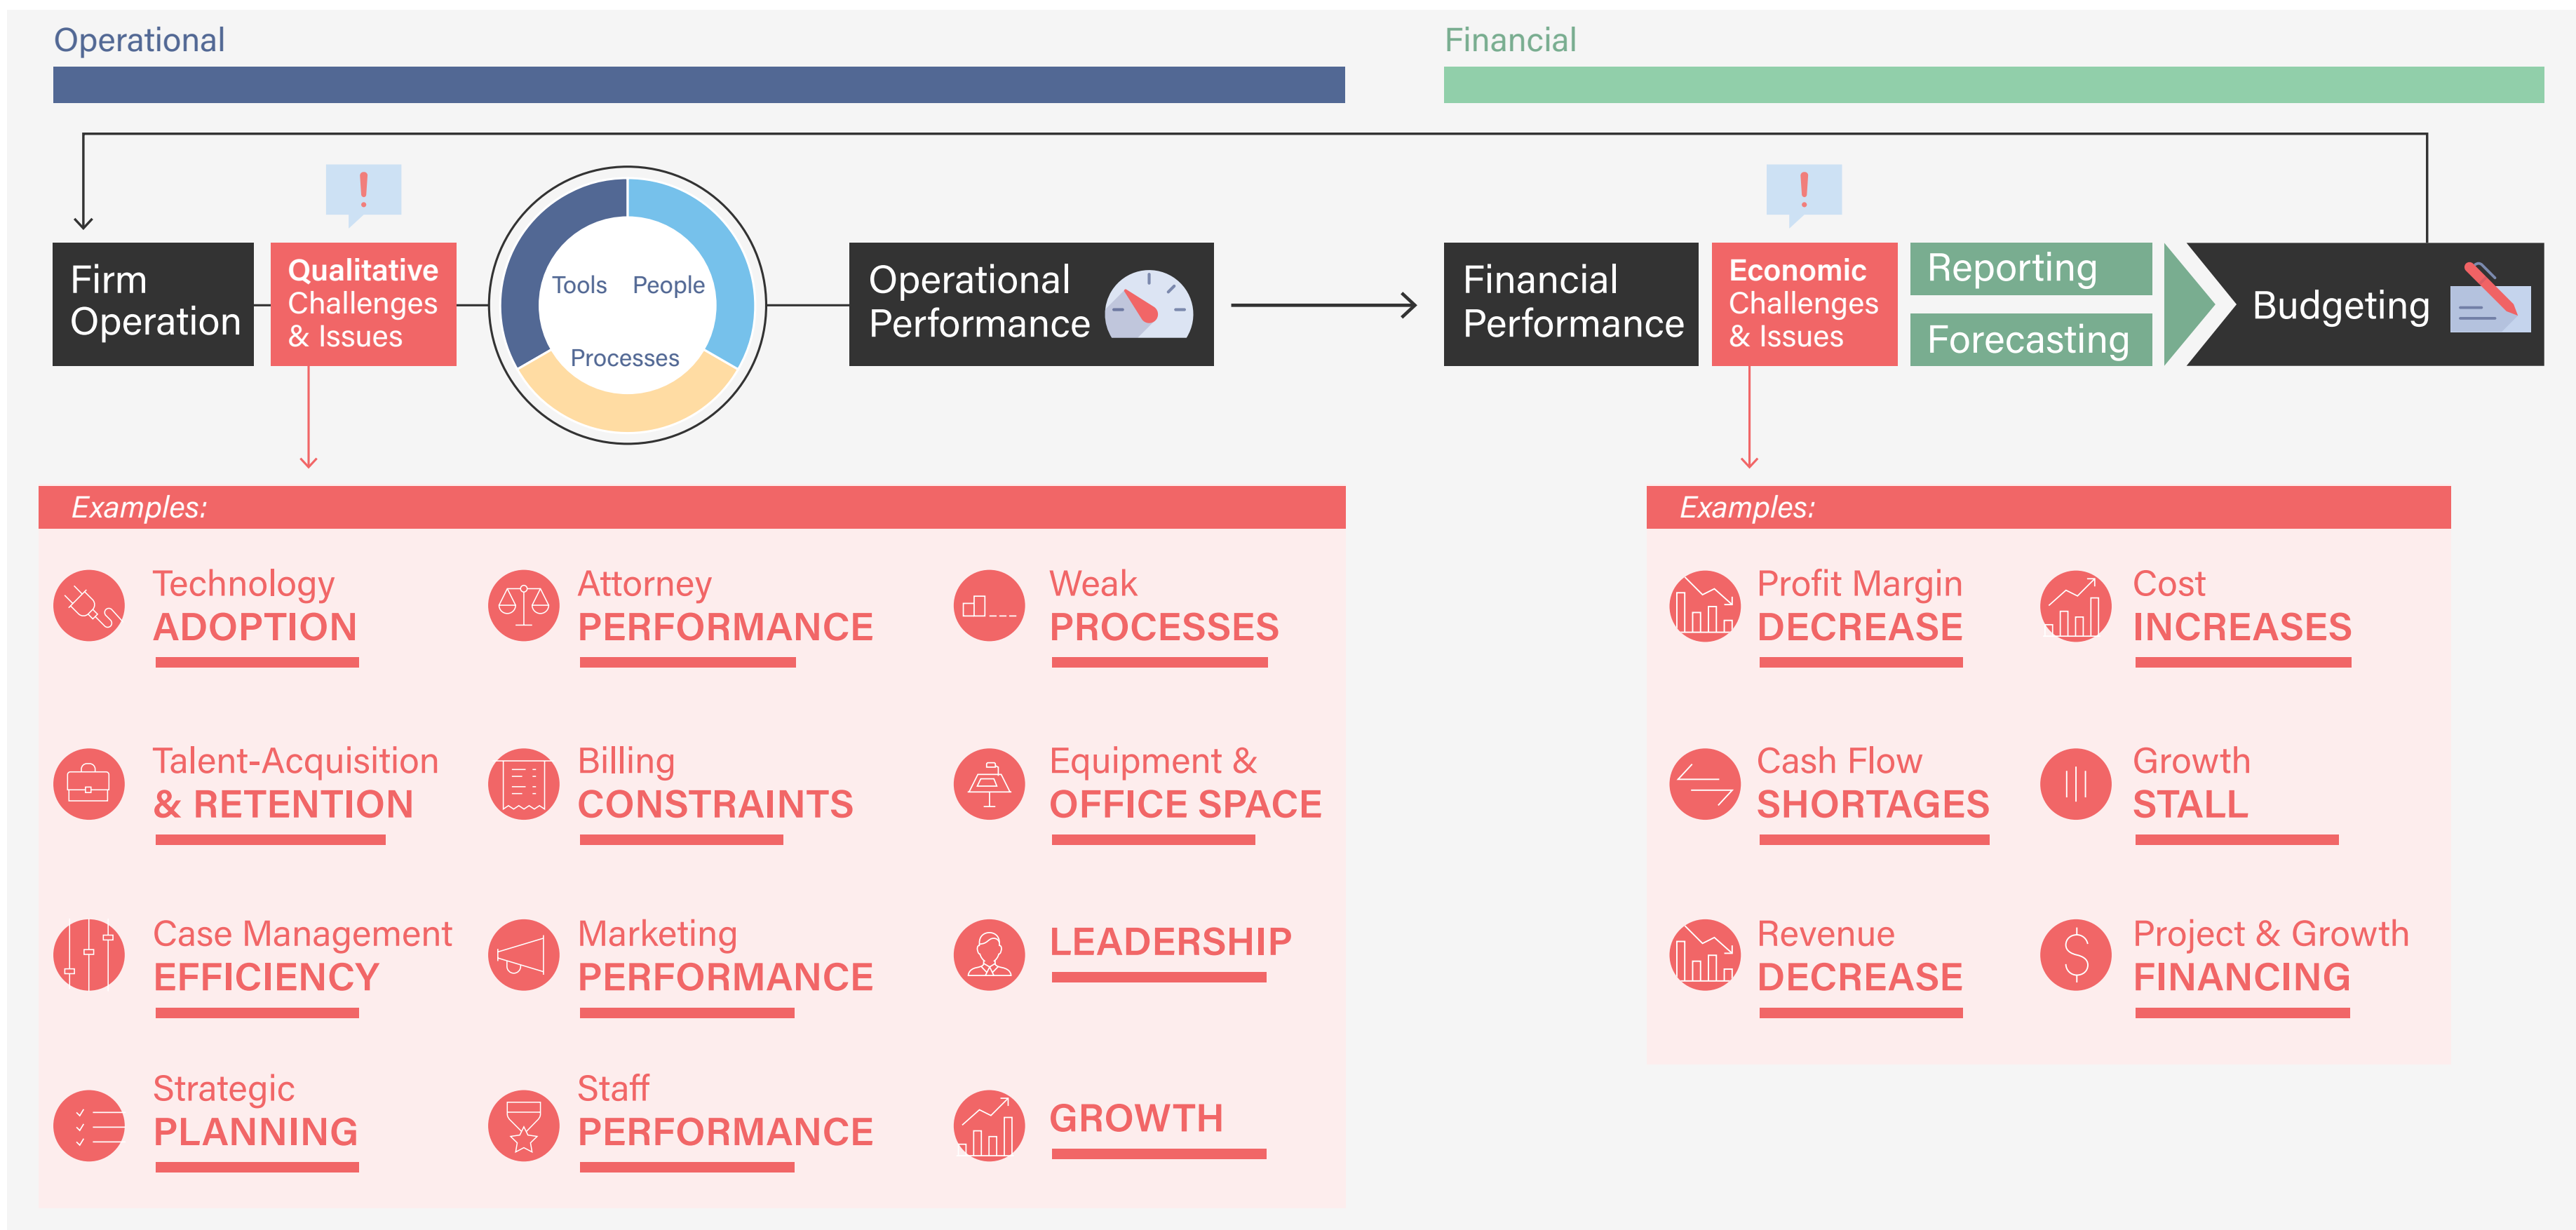 Operational
Financial
Firm
Operation
!
Qualitative
Challenges
& Issues
Tools
People
Processes
Operational
Performance
Financial
Performance
!
Economic
Challenges
& Issues
Reporting
Forecasting
Budgeting
Examples:
Technology
ADOPTION
Attorney
PERFORMANCE
Weak
PROCESSES
Talent-Acquisition
& RETENTION
Billing
CONSTRAINTS
Equipment &
OFFICE SPACE
Case Management
EFFICIENCY
Marketing
PERFORMANCE
LEADERSHIP
Strategic
PLANNING
Staff
PERFORMANCE
GROWTH
Examples:
Profit Margin
DECREASE
Cost
INCREASES
Cash Flow
SHORTAGES
Growth
STALL
Revenue
DECREASE
$
Project & Growth
FINANCING